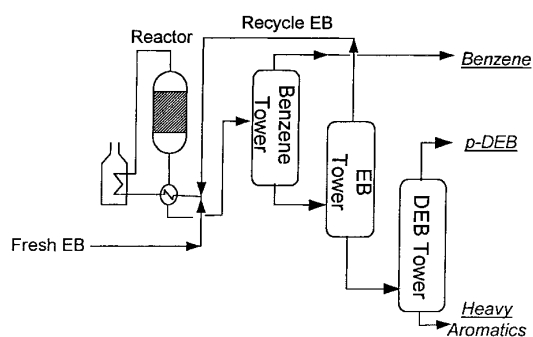 Recycle EB
Reactor
Benzene
Benzene
Tower
p-DEB
EB
Tower
DEB Tower
Fresh EB
Heavy
Aromatics